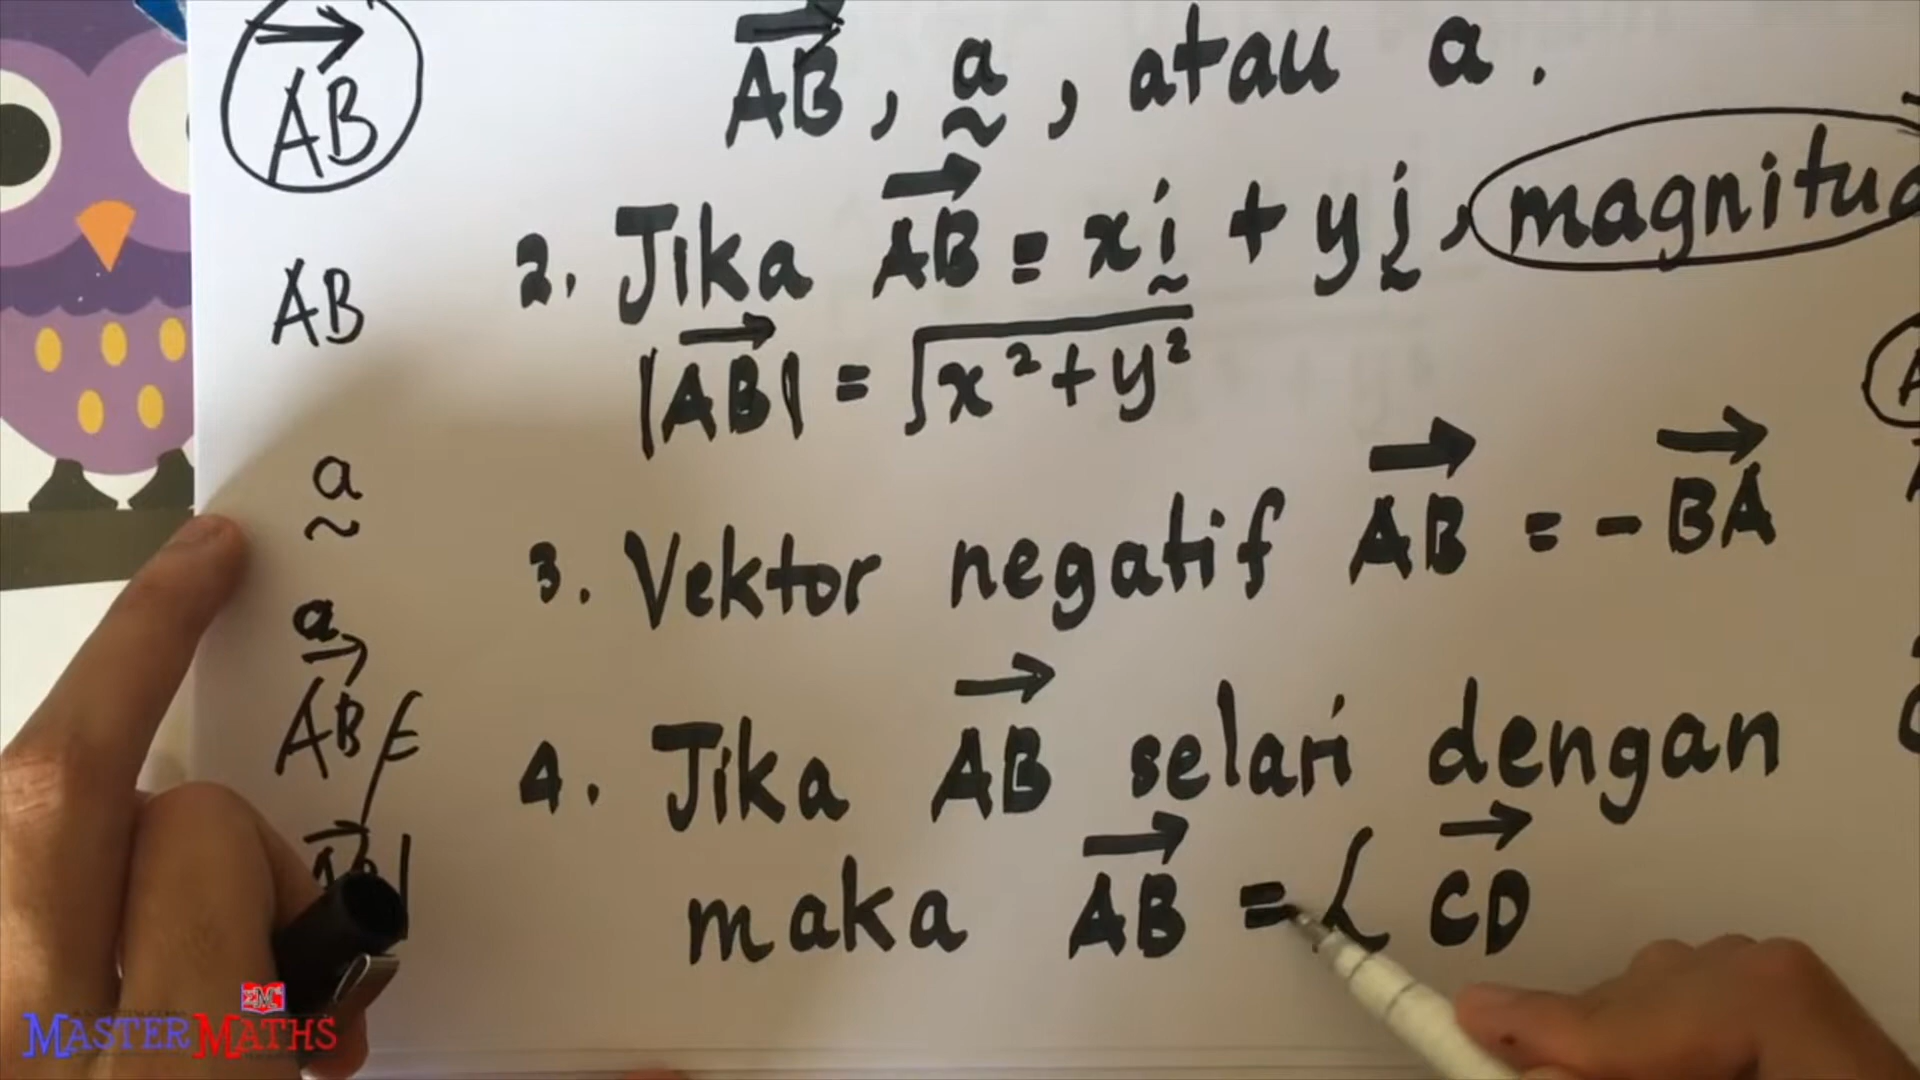 AB
AB, a, atau a.
2. Jika AB = xi + yj, magnitud
AB
|AB| = √x²+y²
a
3. Vektor negatif AB = -BA
a
4. Jika AB selari dengan
AB ≠
maka AB = CD
MASTERMATHS